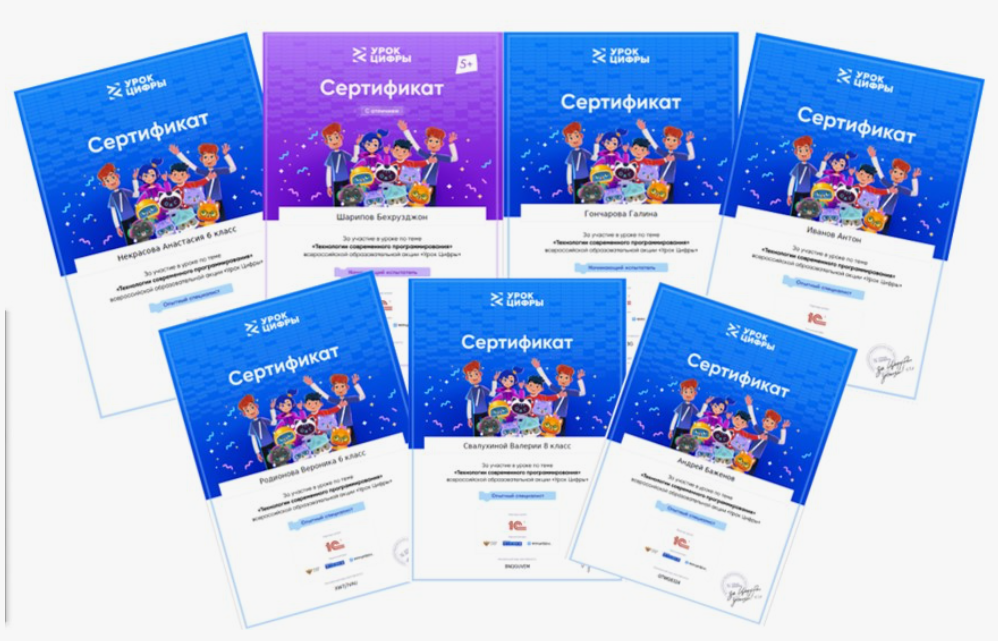 УРОК
ЦИФРЫ
Сертификат
Некрасова Анастасия 6 класс
За участие в уроке по теме
«Технологии современного программирования»
всероссийской образовательной акции «Урок Цифры»
Опытный специалист
УРОК
ЦИФРЫ
5+
Сертификат
С отличием
Шарипов Бехрузджон
За участие в уроке по теме
«Технологии современного программирования»
всероссийской образовательной акции «Урок Цифры»
Начинающий испытатель
УРОК
ЦИФРЫ
Сертификат
Гончарова Галина
За участие в уроке по теме
«Технологии современного программирования»
всероссийской образовательной акции «Урок Цифры»
Начинающий испытатель
УРОК
ЦИФРЫ
Сертификат
Иванов Антон
За участие в уроке по теме
«Технологии современного программирования»
всероссийской образовательной акции «Урок Цифры»
Опытный специалист
1С
УРОК
ЦИФРЫ
Сертификат
Родионова Вероника 6 класс
За участие в уроке по теме
«Технологии современного программирования»
всероссийской образовательной акции «Урок Цифры»
Опытный специалист
1С
УРОК
ЦИФРЫ
Сертификат
Свалухиной Валерии 8 класс
За участие в уроке по теме
«Технологии современного программирования»
всероссийской образовательной акции «Урок Цифры»
Опытный специалист
1С
УРОК
ЦИФРЫ
Сертификат
Андрей Баженов
За участие в уроке по теме
«Технологии современного программирования»
всероссийской образовательной акции «Урок Цифры»
Опытный специалист
1С